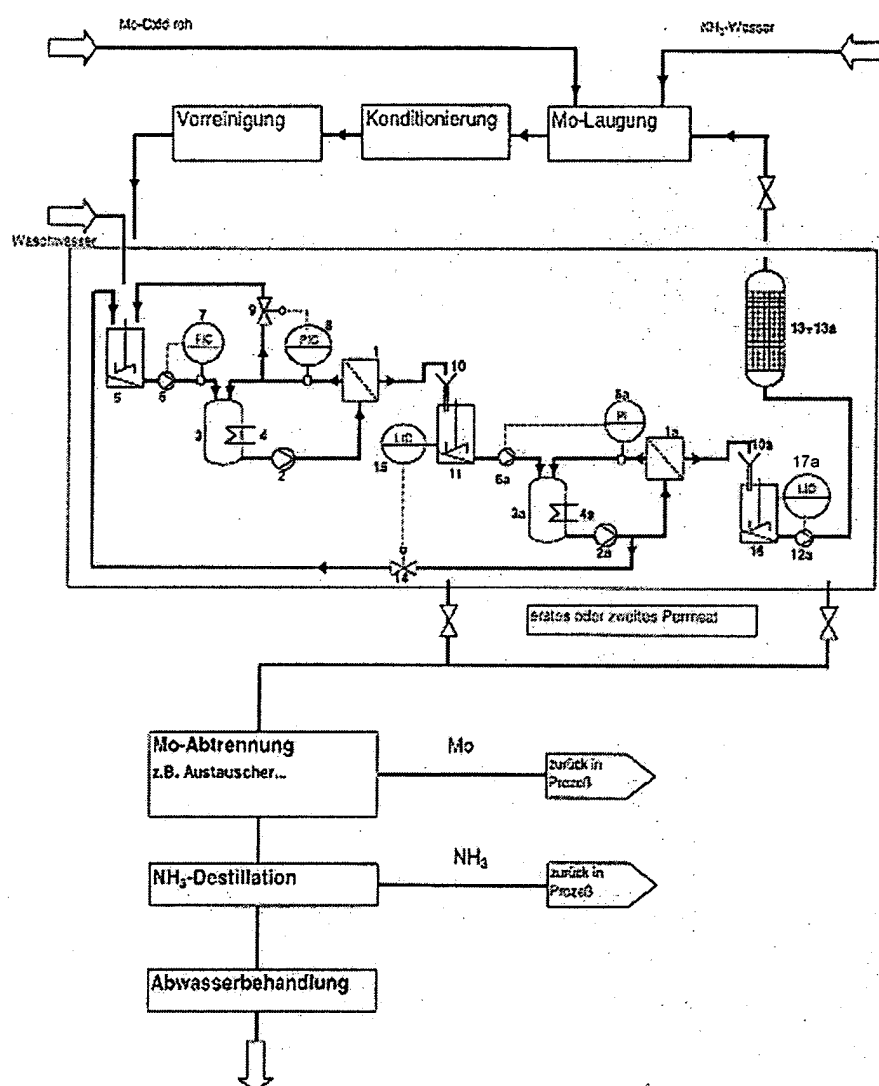 Mo-Oxid roh
NH₃-Wasser
Vorreinigung
Konditionierung
Mo-Laugung
Waschwasser
13+13a
7
FIC
9
8
PIC
1
10
5
6
3
4
2
15
LIC
11
6a
8a
PI
1a
10a
17a
LIC
3a
4a
2a
16
12a
14
erstes oder zweites Permeat
Mo-Abtrennung
z.B. Austauscher...
Mo
zurück in
Prozeß
NH₃-Destillation
NH₃
zurück in
Prozeß
Abwasserbehandlung